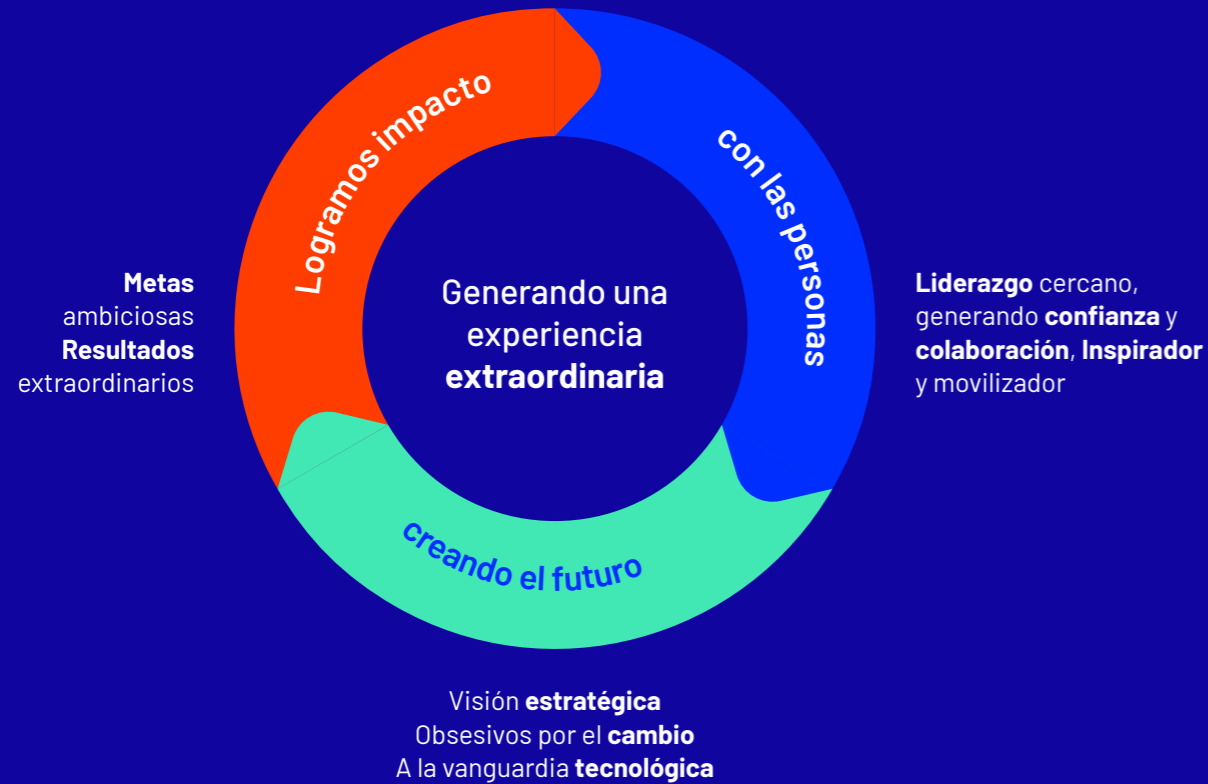 Logramos impacto
con las personas
creando el futuro
Generando una
experiencia
extraordinaria
Metas
ambiciosas
Resultados
extraordinarios
Liderazgo cercano,
generando confianza y
colaboración, Inspirador
y movilizador
Visión estratégica
Obsesivos por el cambio
A la vanguardia tecnológica